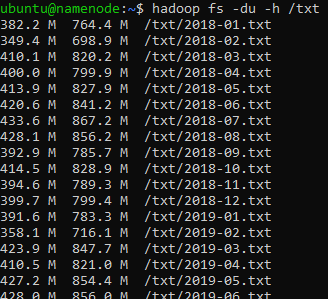 ubuntu@namenode:~$ hadoop fs -du -h /txt
382.2 M  764.4 M  /txt/2018-01.txt
349.4 M  698.9 M  /txt/2018-02.txt
410.1 M  820.2 M  /txt/2018-03.txt
400.0 M  799.9 M  /txt/2018-04.txt
413.9 M  827.9 M  /txt/2018-05.txt
420.6 M  841.2 M  /txt/2018-06.txt
433.6 M  867.2 M  /txt/2018-07.txt
428.1 M  856.2 M  /txt/2018-08.txt
392.9 M  785.7 M  /txt/2018-09.txt
414.5 M  828.9 M  /txt/2018-10.txt
394.6 M  789.3 M  /txt/2018-11.txt
399.7 M  799.4 M  /txt/2018-12.txt
391.6 M  783.3 M  /txt/2019-01.txt
358.1 M  716.1 M  /txt/2019-02.txt
423.9 M  847.7 M  /txt/2019-03.txt
410.5 M  821.0 M  /txt/2019-04.txt
427.2 M  854.4 M  /txt/2019-05.txt
428.0 M  856.0 M  /txt/2019-06.txt